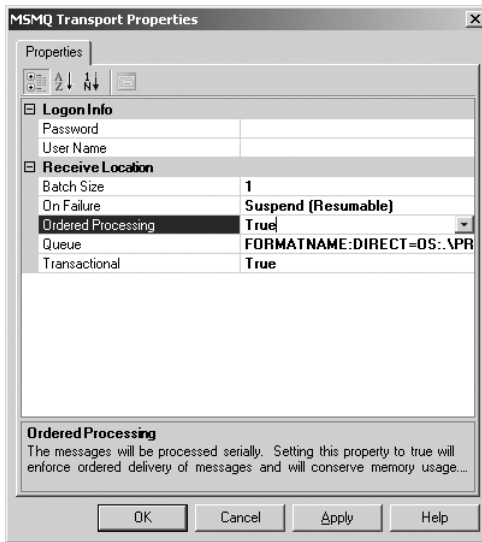 MSMQ Transport Properties
Properties
Logon Info
Password
User Name
Receive Location
Batch Size 1
On Failure Suspend (Resumable)
Ordered Processing True
Queue FORMATNAME:DIRECT=OS:.\PR
Transactional True
Ordered Processing
The messages will be processed serially. Setting this property to true will
enforce ordered delivery of messages and will conserve memory usage....
OK Cancel Apply Help